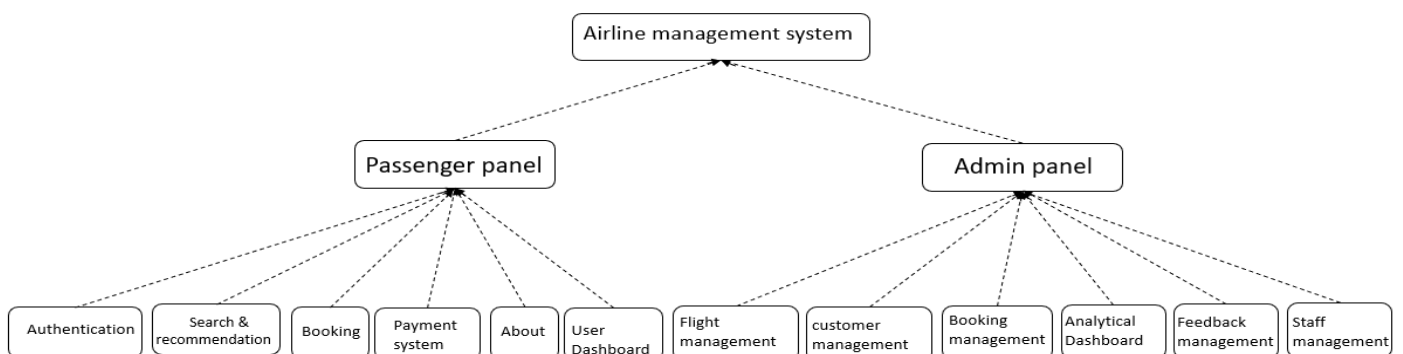 Airline management system
Passenger panel
Admin panel
Authentication
Search &
recommendation
Booking
Payment
system
About
User
Dashboard
Flight
management
customer
management
Booking
management
Analytical
Dashboard
Feedback
management
Staff
management